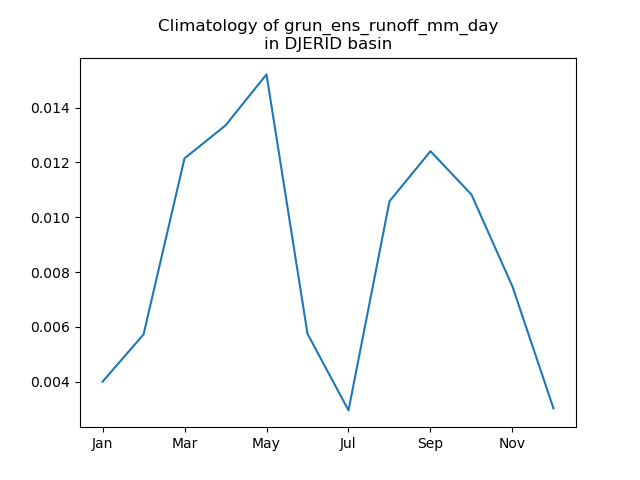 Climatology of grun_ens_runoff_mm_day
in DJERID basin
0.014
0.012
0.010
0.008
0.006
0.004
Jan Mar May Jul Sep Nov